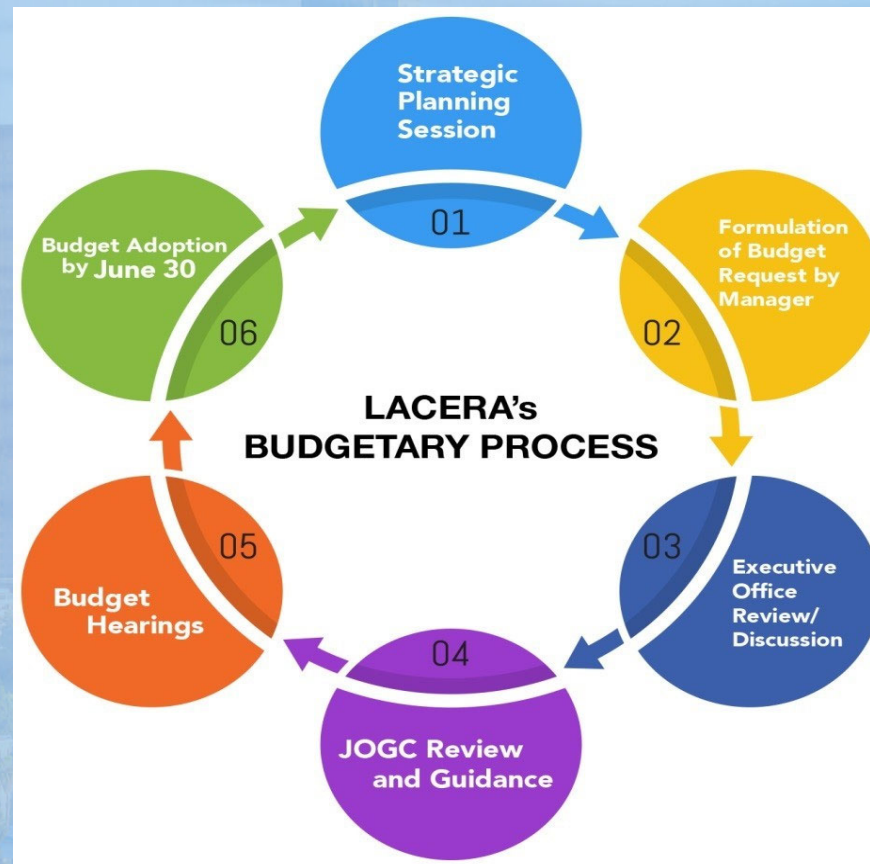 Strategic
Planning
Session
01
Formulation
of Budget
Request by
Manager
02
Executive
Office
Review/
Discussion
03
JOGC Review
and Guidance
04
Budget
Hearings
05
Budget Adoption
by June 30
06
LACERA's
BUDGETARY PROCESS